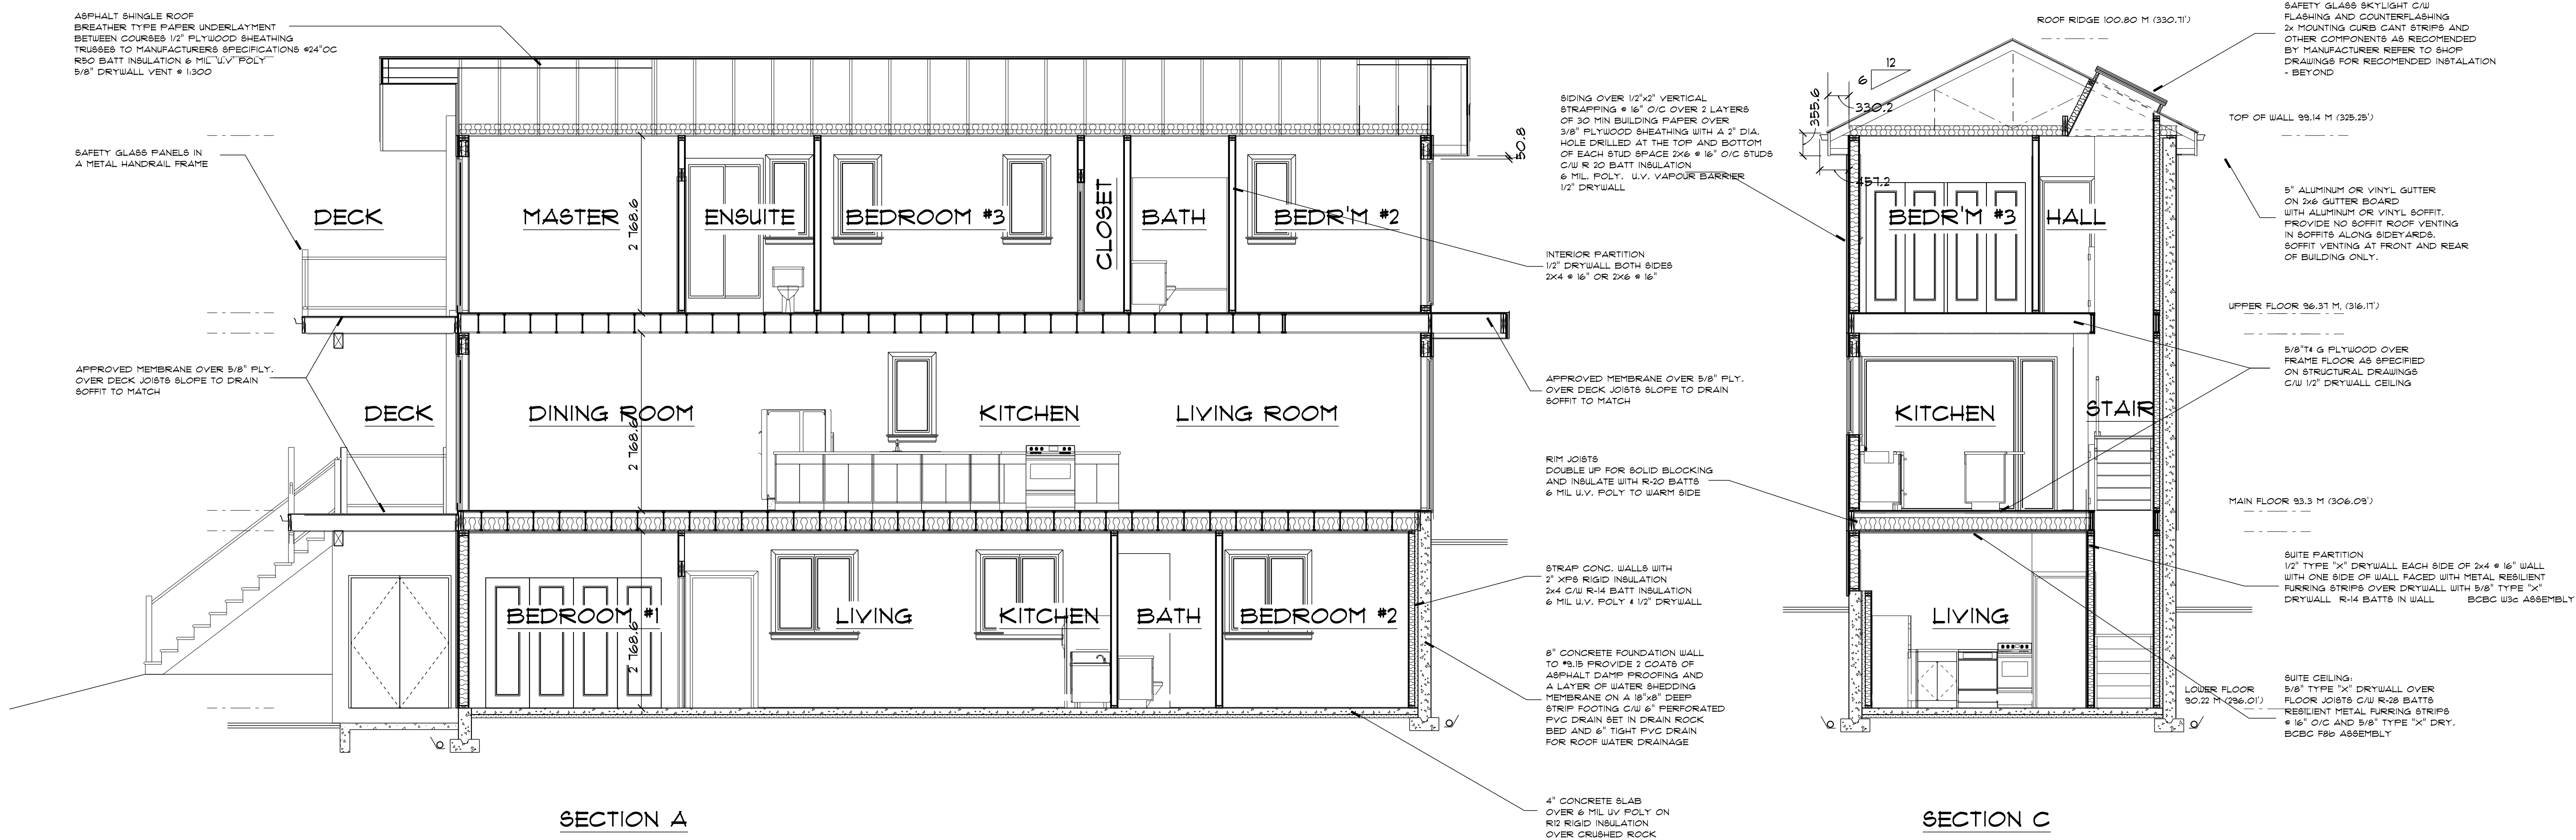 ASPHALT SHINGLE ROOF
BREATHER TYPE PAPER UNDERLAYMENT
BETWEEN COURSES 1/2" PLYWOOD SHEATHING
TRUSSES TO MANUFACTURERS SPECIFICATIONS @24"OC
R50 BATT INSULATION 6 MIL U.V POLY
5/8" DRYWALL VENT @ 1:300
SAFETY GLASS PANELS IN
A METAL HANDRAIL FRAME
APPROVED MEMBRANE OVER 5/8" PLY.
OVER DECK JOISTS SLOPE TO DRAIN
SOFFIT TO MATCH
DECK
MASTER
2 768.6
ENSUITE
BEDROOM #3
CLOSET
BATH
BEDR'M #2
50.8
DECK
DINING ROOM
2 768.6
KITCHEN
LIVING ROOM
BEDROOM #1
2 768.6
LIVING
KITCHEN
BATH
BEDROOM #2
SECTION A
SIDING OVER 1/2"x2" VERTICAL
STRAPPING @ 16" O/C OVER 2 LAYERS
OF 30 MIN BUILDING PAPER OVER
3/8" PLYWOOD SHEATHING WITH A 2" DIA.
HOLE DRILLED AT THE TOP AND BOTTOM
OF EACH STUD SPACE 2X6 @ 16" O/C STUDS
C/W R 20 BATT INSULATION
6 MIL. POLY. U.V. VAPOUR BARRIER
1/2" DRYWALL
INTERIOR PARTITION
1/2" DRYWALL BOTH SIDES
2X4 @ 16" OR 2X6 @ 16"
APPROVED MEMBRANE OVER 5/8" PLY.
OVER DECK JOISTS SLOPE TO DRAIN
SOFFIT TO MATCH
RIM JOISTS
DOUBLE UP FOR SOLID BLOCKING
AND INSULATE WITH R-20 BATTS
6 MIL U.V. POLY TO WARM SIDE
STRAP CONC. WALLS WITH
2" XPS RIGID INSULATION
2x4 C/W R-14 BATT INSULATION
6 MIL U.V. POLY & 1/2" DRYWALL
8" CONCRETE FOUNDATION WALL
TO #9.15 PROVIDE 2 COATS OF
ASPHALT DAMP PROOFING AND
A LAYER OF WATER SHEDDING
MEMBRANE ON A 18"x8" DEEP
STRIP FOOTING C/W 6" PERFORATED
PVC DRAIN SET IN DRAIN ROCK
BED AND 6" TIGHT PVC DRAIN
FOR ROOF WATER DRAINAGE
4" CONCRETE SLAB
OVER 6 MIL UV POLY ON
R12 RIGID INSULATION
OVER CRUSHED ROCK
12
6
355.6
330.2
457.2
BEDR'M #3
HALL
KITCHEN
STAIR
LIVING
SECTION C
ROOF RIDGE 100.80 M (330.71')
SAFETY GLASS SKYLIGHT C/W
FLASHING AND COUNTERFLASHING
2x MOUNTING CURB CANT STRIPS AND
OTHER COMPONENTS AS RECOMENDED
BY MANUFACTURER REFER TO SHOP
DRAWINGS FOR RECOMENDED INSTALATION
- BEYOND
TOP OF WALL 99.14 M (325.25')
5" ALUMINUM OR VINYL GUTTER
ON 2x6 GUTTER BOARD
WITH ALUMINUM OR VINYL SOFFIT.
PROVIDE NO SOFFIT ROOF VENTING
IN SOFFITS ALONG SIDEYARDS.
SOFFIT VENTING AT FRONT AND REAR
OF BUILDING ONLY.
UPPER FLOOR 96.37 M, (316.17')
5/8"T& G PLYWOOD OVER
FRAME FLOOR AS SPECIFIED
ON STRUCTURAL DRAWINGS
C/W 1/2" DRYWALL CEILING
MAIN FLOOR 93.3 M (306.09')
SUITE PARTITION
1/2" TYPE "X" DRYWALL EACH SIDE OF 2x4 @ 16" WALL
WITH ONE SIDE OF WALL FACED WITH METAL RESILIENT
FURRING STRIPS OVER DRYWALL WITH 5/8" TYPE "X"
DRYWALL R-14 BATTS IN WALL BCBC W3c ASSEMBLY
LOWER FLOOR
90.22 M (296.01')
SUITE CEILING:
5/8" TYPE "X" DRYWALL OVER
FLOOR JOISTS C/W R-28 BATTS
RESILIENT METAL FURRING STRIPS
@ 16" O/C AND 5/8" TYPE "X" DRY.
BCBC F8b ASSEMBLY